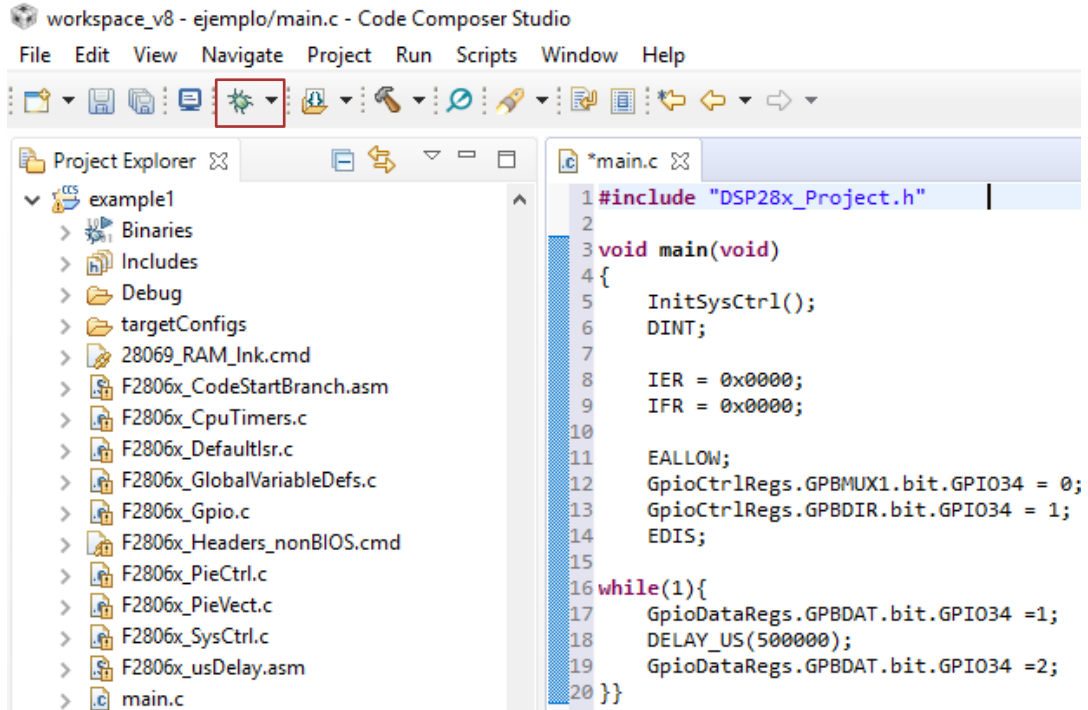 workspace_v8 - ejemplo/main.c - Code Composer Studio
File Edit View Navigate Project Run Scripts Window Help
Project Explorer
example1
Binaries
Includes
Debug
targetConfigs
28069_RAM_lnk.cmd
F2806x_CodeStartBranch.asm
F2806x_CpuTimers.c
F2806x_DefaultIsr.c
F2806x_GlobalVariableDefs.c
F2806x_Gpio.c
F2806x_Headers_nonBIOS.cmd
F2806x_PieCtrl.c
F2806x_PieVect.c
F2806x_SysCtrl.c
F2806x_usDelay.asm
main.c
*main.c
1 #include "DSP28x_Project.h"
2
3 void main(void)
4 {
5 InitSysCtrl();
6 DINT;
7
8 IER = 0x0000;
9 IFR = 0x0000;
10
11 EALLOW;
12 GpioCtrlRegs.GPBMUX1.bit.GPIO34 = 0;
13 GpioCtrlRegs.GPBDIR.bit.GPIO34 = 1;
14 EDIS;
15
16 while(1){
17 GpioDataRegs.GPBDAT.bit.GPIO34 =1;
18 DELAY_US(500000);
19 GpioDataRegs.GPBDAT.bit.GPIO34 =2;
20 }}